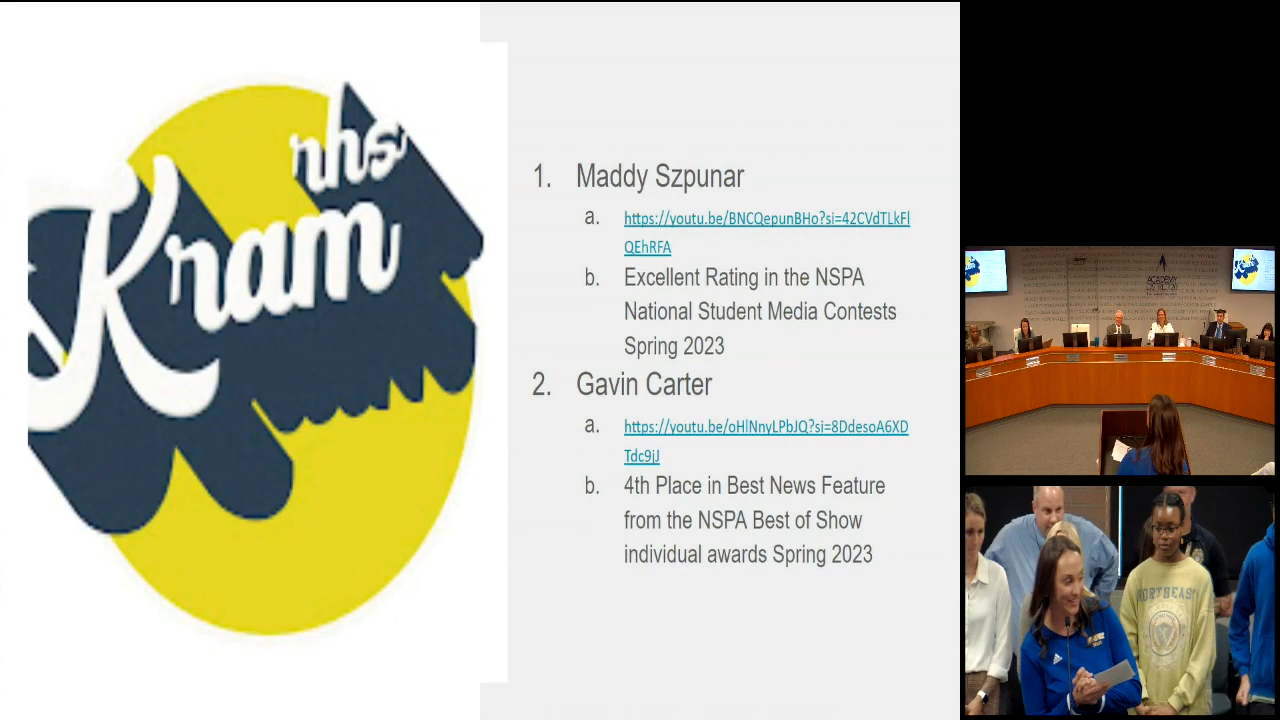 rhs
Kram
1. Maddy Szpunar
a. https://youtu.be/BNCQepunBHo?si=42CVdTLkFl
QEhRFA
b. Excellent Rating in the NSPA
National Student Media Contests
Spring 2023
2. Gavin Carter
a. https://youtu.be/oHlNnyLPbJQ?si=8DdesoA6XD
Tdc9jJ
b. 4th Place in Best News Feature
from the NSPA Best of Show
individual awards Spring 2023
ACADEMY
NORTHEAST